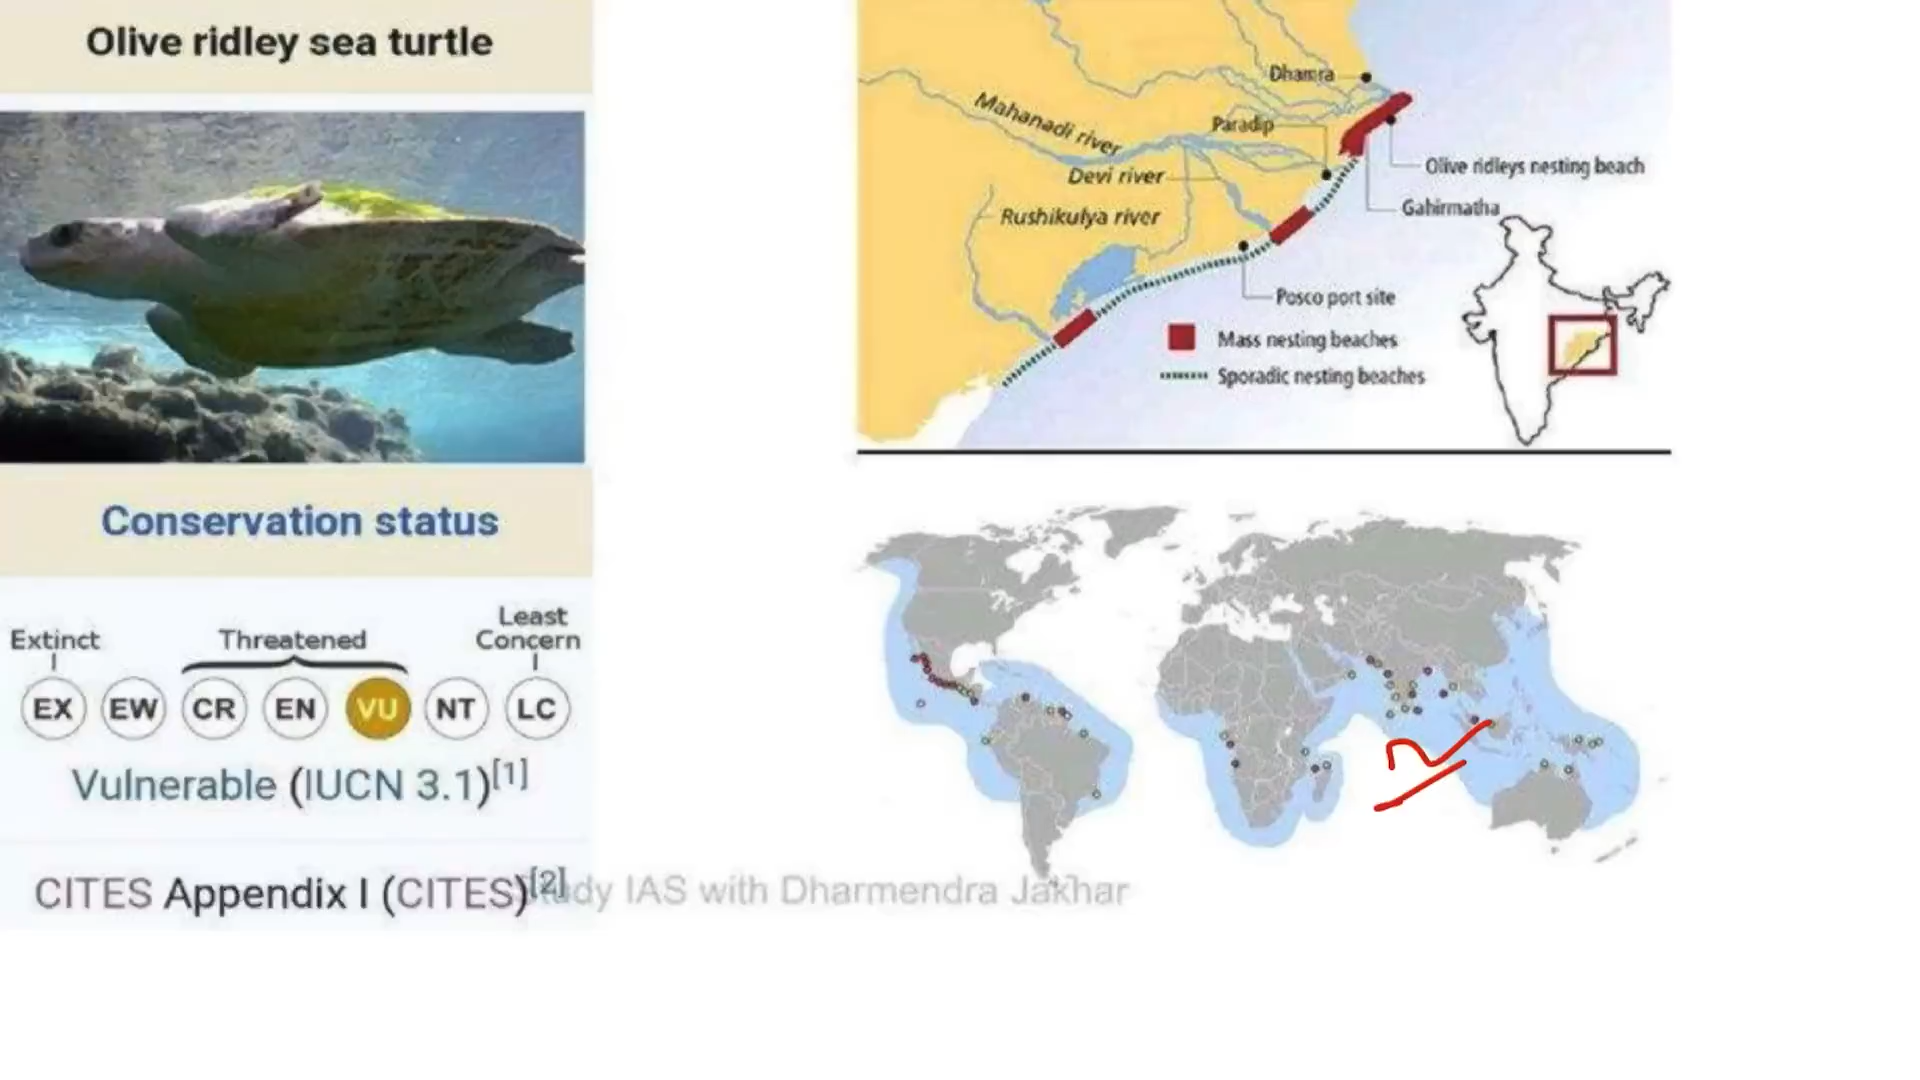 Olive ridley sea turtle
Conservation status
Extinct
Threatened
Least
Concern
EX EW CR EN VU NT LC
Vulnerable (IUCN 3.1)[1]
CITES Appendix I (CITES)[2]
Dhamra
Mahanadi river
Paradip
Olive ridleys nesting beach
Devi river
Gahirmatha
Rushikulya river
Posco port site
Mass nesting beaches
Sporadic nesting beaches
Study IAS with Dharmendra Jakhar